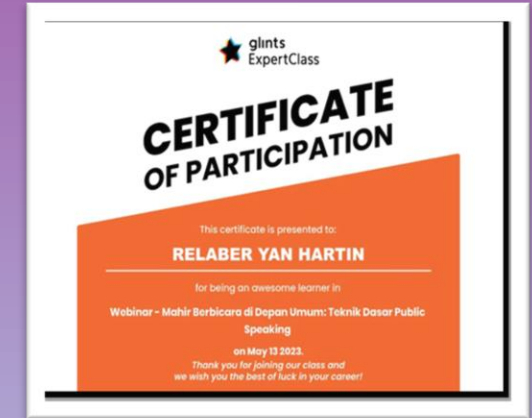 glints
ExpertClass
CERTIFICATE
OF PARTICIPATION
This certificate is presented to:
RELABER YAN HARTIN
for being an awesome learner in
Webinar - Mahir Berbicara di Depan Umum: Teknik Dasar Public
Speaking
on May 13 2023.
Thank you for joining our class and
we wish you the best of luck in your career!